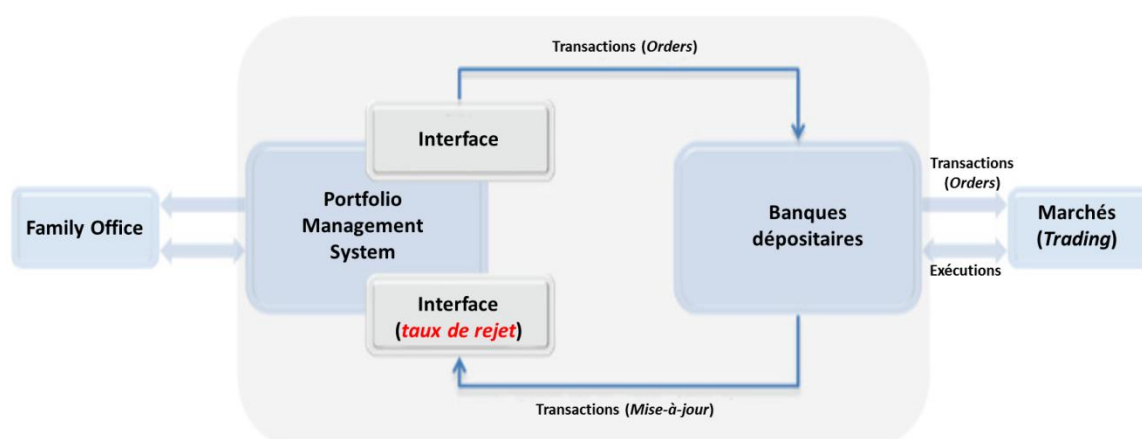 Transactions (Orders)
Interface
Family Office
Portfolio
Management
System
Banques
dépositaires
Transactions
(Orders)
Marchés
(Trading)
Exécutions
Interface
(taux de rejet)
Transactions (Mise-à-jour)